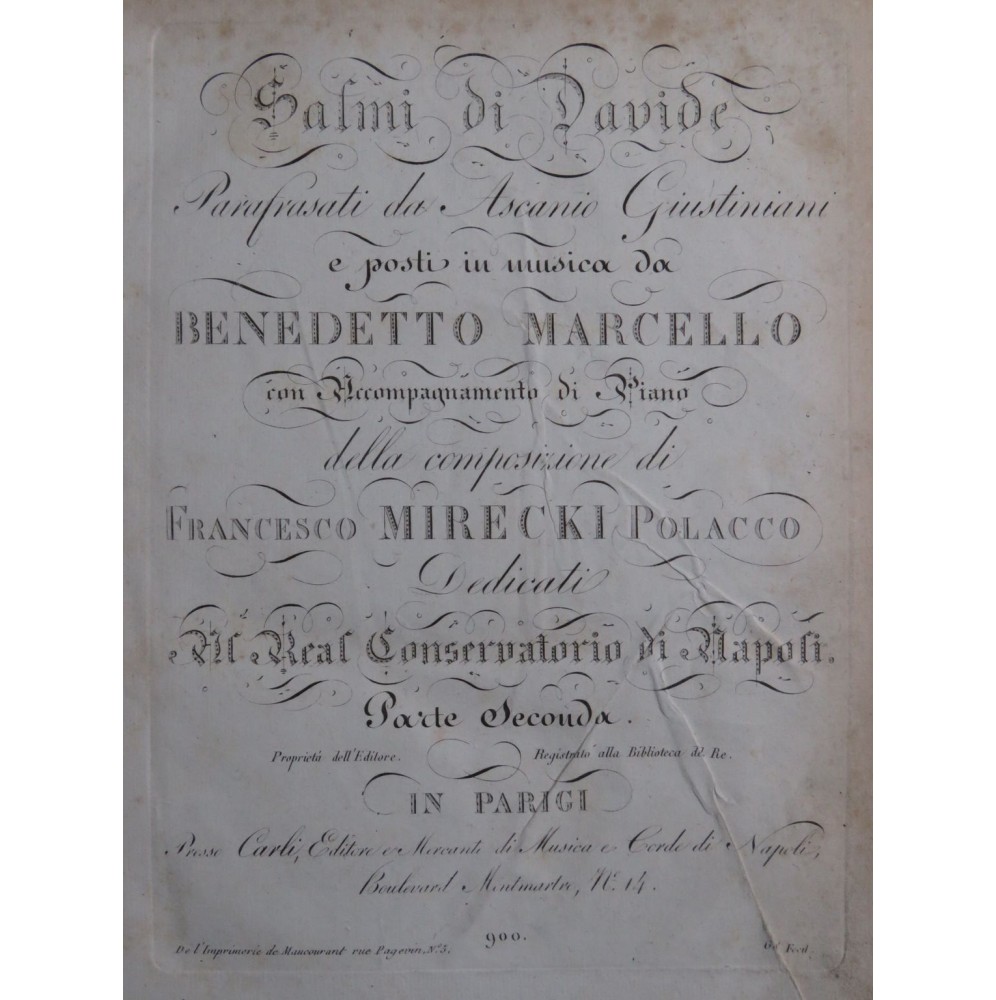 Salmi di Davide
Parafrasati da Ascanio Giustiniani
e posti in musica da
BENEDETTO MARCELLO
con Accompagnamento di Piano
della composizione di
FRANCESCO MIRECKI POLACCO
Dedicati
Al Real Conservatorio di Napoli.
Parte Seconda.
Proprietá dell'Editore. Registrato alla Biblioteca del Re.
IN PARIGI
Presso Carli, Editore e Mercante di Musica e Corde di Napoli,
Boulevard Montmartre, N.º 14.
900.
De l'Imprimerie de Maucourant rue Pagevin, N.º 5. Fecit